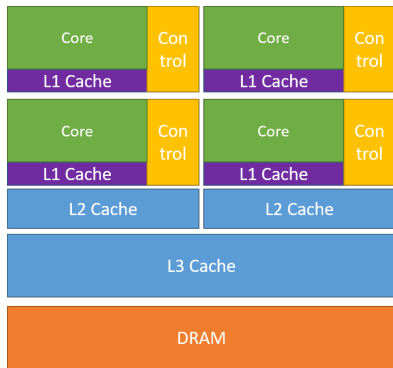 Core
Con
trol
L1 Cache
Core
Con
trol
L1 Cache
Core
Con
trol
L1 Cache
Core
Con
trol
L1 Cache
L2 Cache
L2 Cache
L3 Cache
DRAM